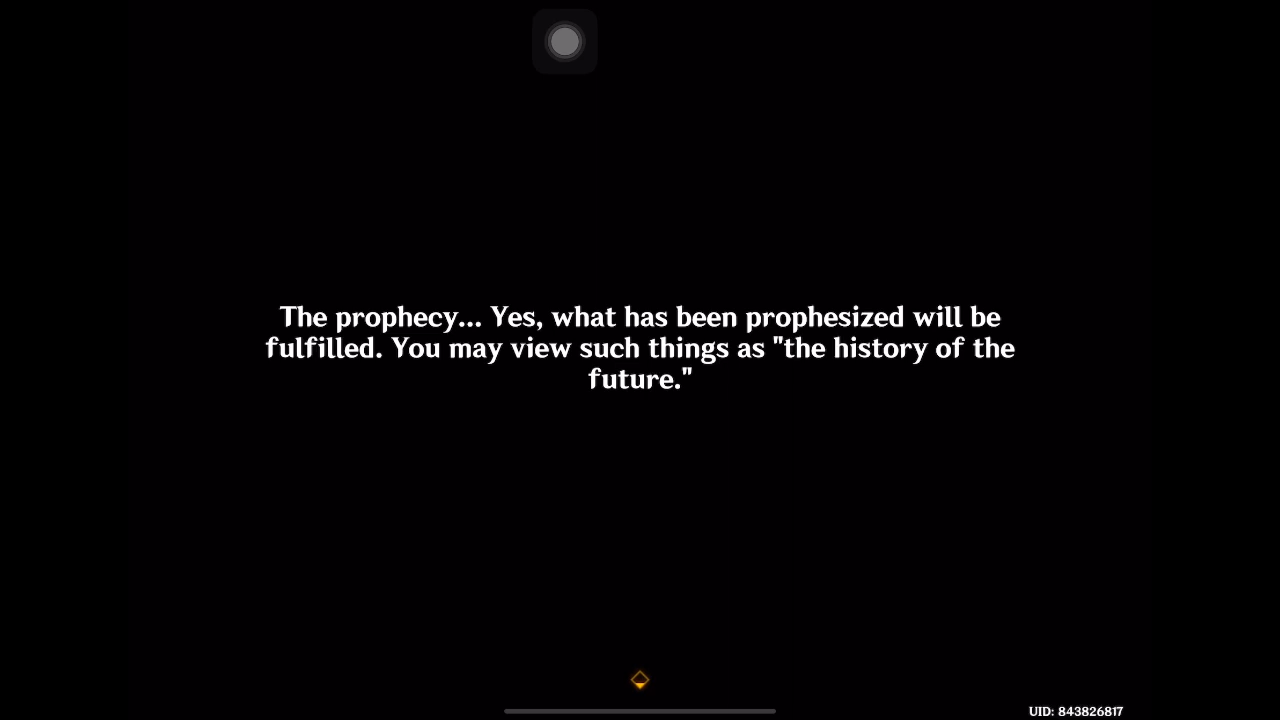 The prophecy... Yes, what has been prophesized will be
fulfilled. You may view such things as "the history of the
future."
UID: 843826817